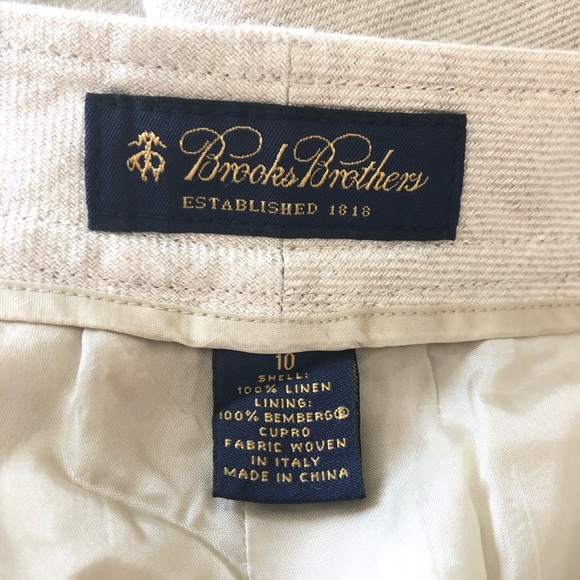 Brooks Brothers
ESTABLISHED 1818
10
SHELL:
100% LINEN
LINING:
100% BEMBERG®
CUPRO
FABRIC WOVEN
IN ITALY
MADE IN CHINA